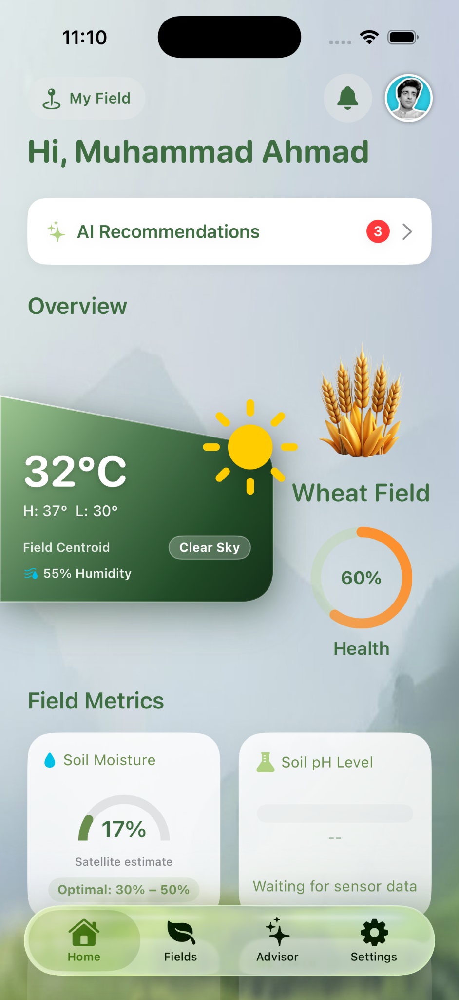 11:10
My Field
Hi, Muhammad Ahmad
AI Recommendations
3
Overview
32°C
H: 37° L: 30°
Field Centroid
Clear Sky
55% Humidity
Wheat Field
60%
Health
Field Metrics
Soil Moisture
17%
Satellite estimate
Optimal: 30% – 50%
Soil pH Level
--
Waiting for sensor data
Home
Fields
Advisor
Settings